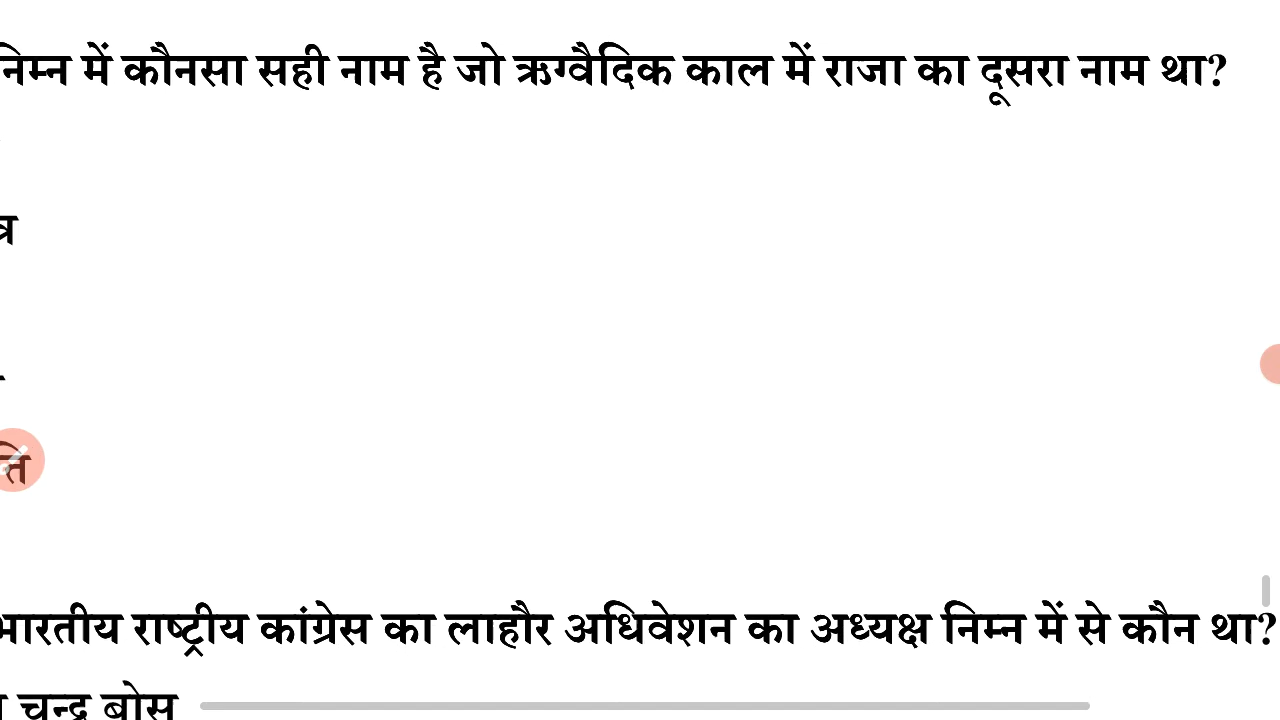 निम्न में कौनसा सही नाम है जो ऋग्वैदिक काल में राजा का दूसरा नाम था?
भारतीय राष्ट्रीय कांग्रेस का लाहौर अधिवेशन का अध्यक्ष निम्न में से कौन था?
चन्द्र बोस